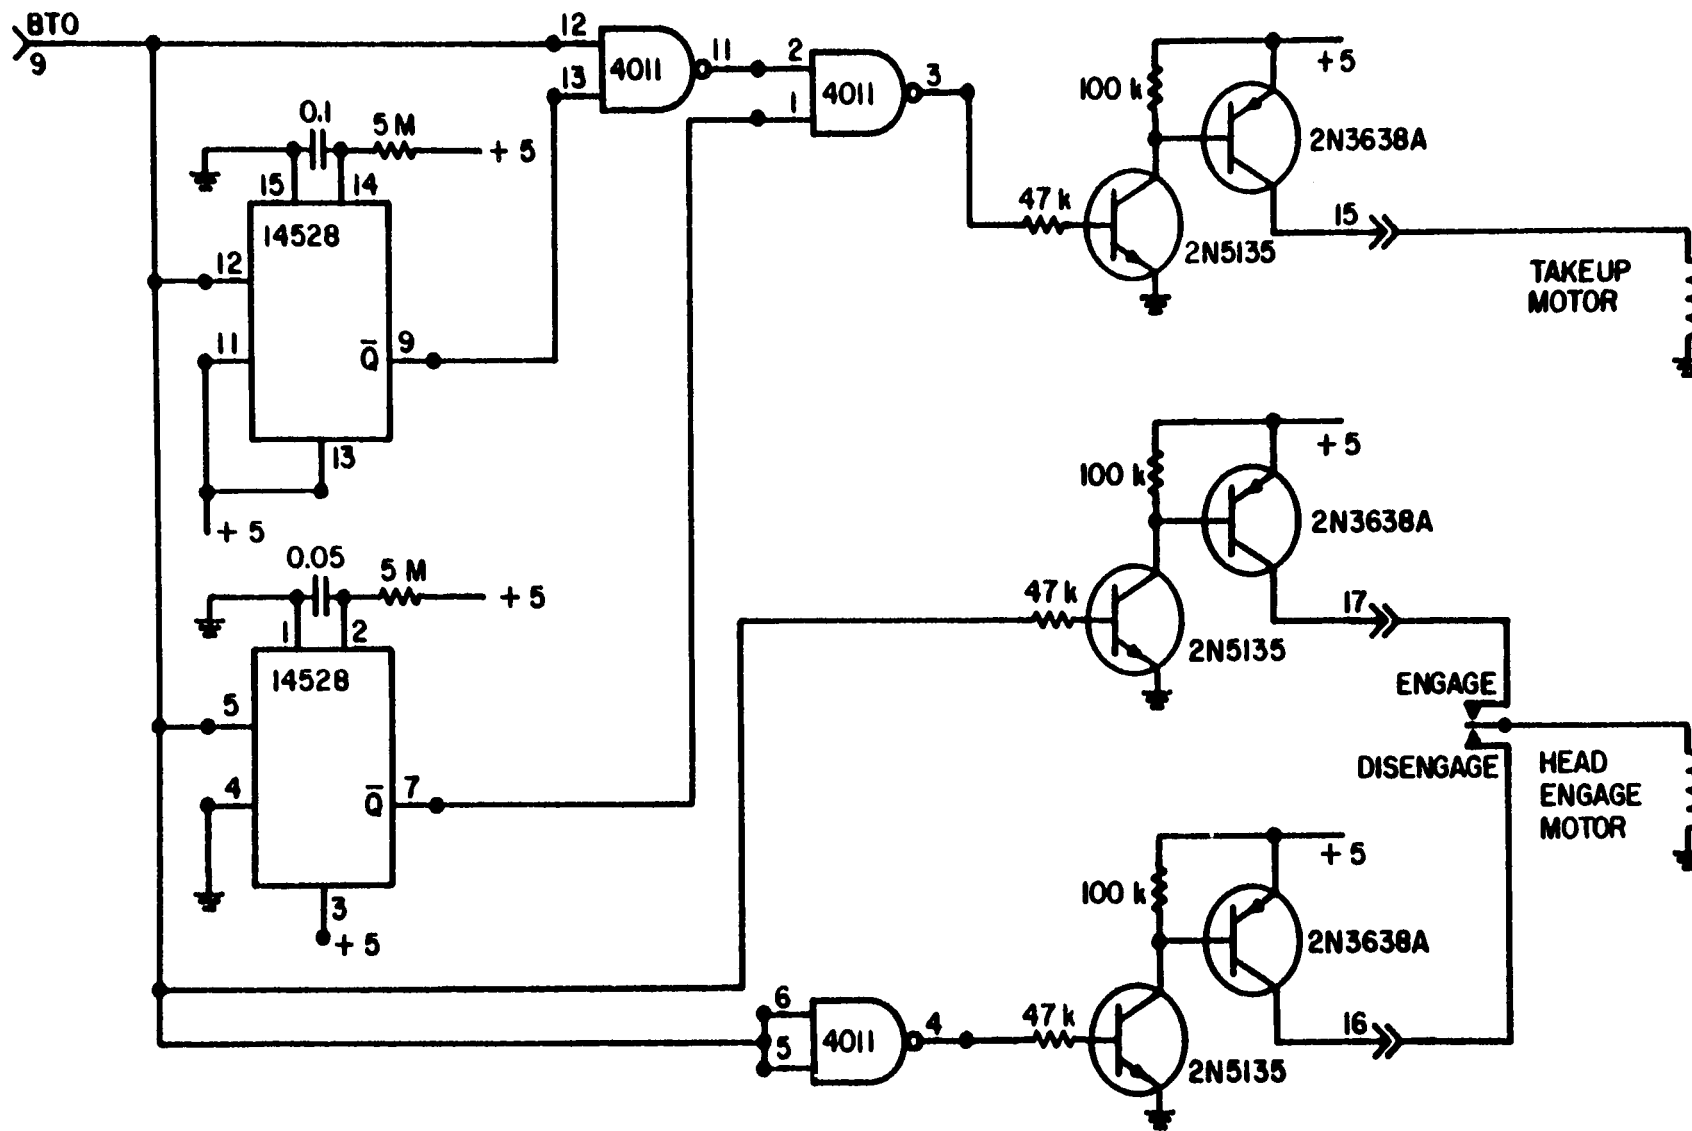 BTO
9
12
13
4011
11
2
1
4011
3
+ 5
100 k
2N3638A
47 k
2N5135
15
TAKEUP
MOTOR
0.1
5 M
+ 5
15
14
14528
12
11
Q̅
9
13
+ 5
0.05
5 M
+ 5
1
2
14528
5
4
Q̅
7
3
+ 5
+ 5
100 k
2N3638A
47 k
2N5135
17
ENGAGE
DISENGAGE
HEAD
ENGAGE
MOTOR
6
5
4011
4
47 k
+ 5
100 k
2N3638A
2N5135
16